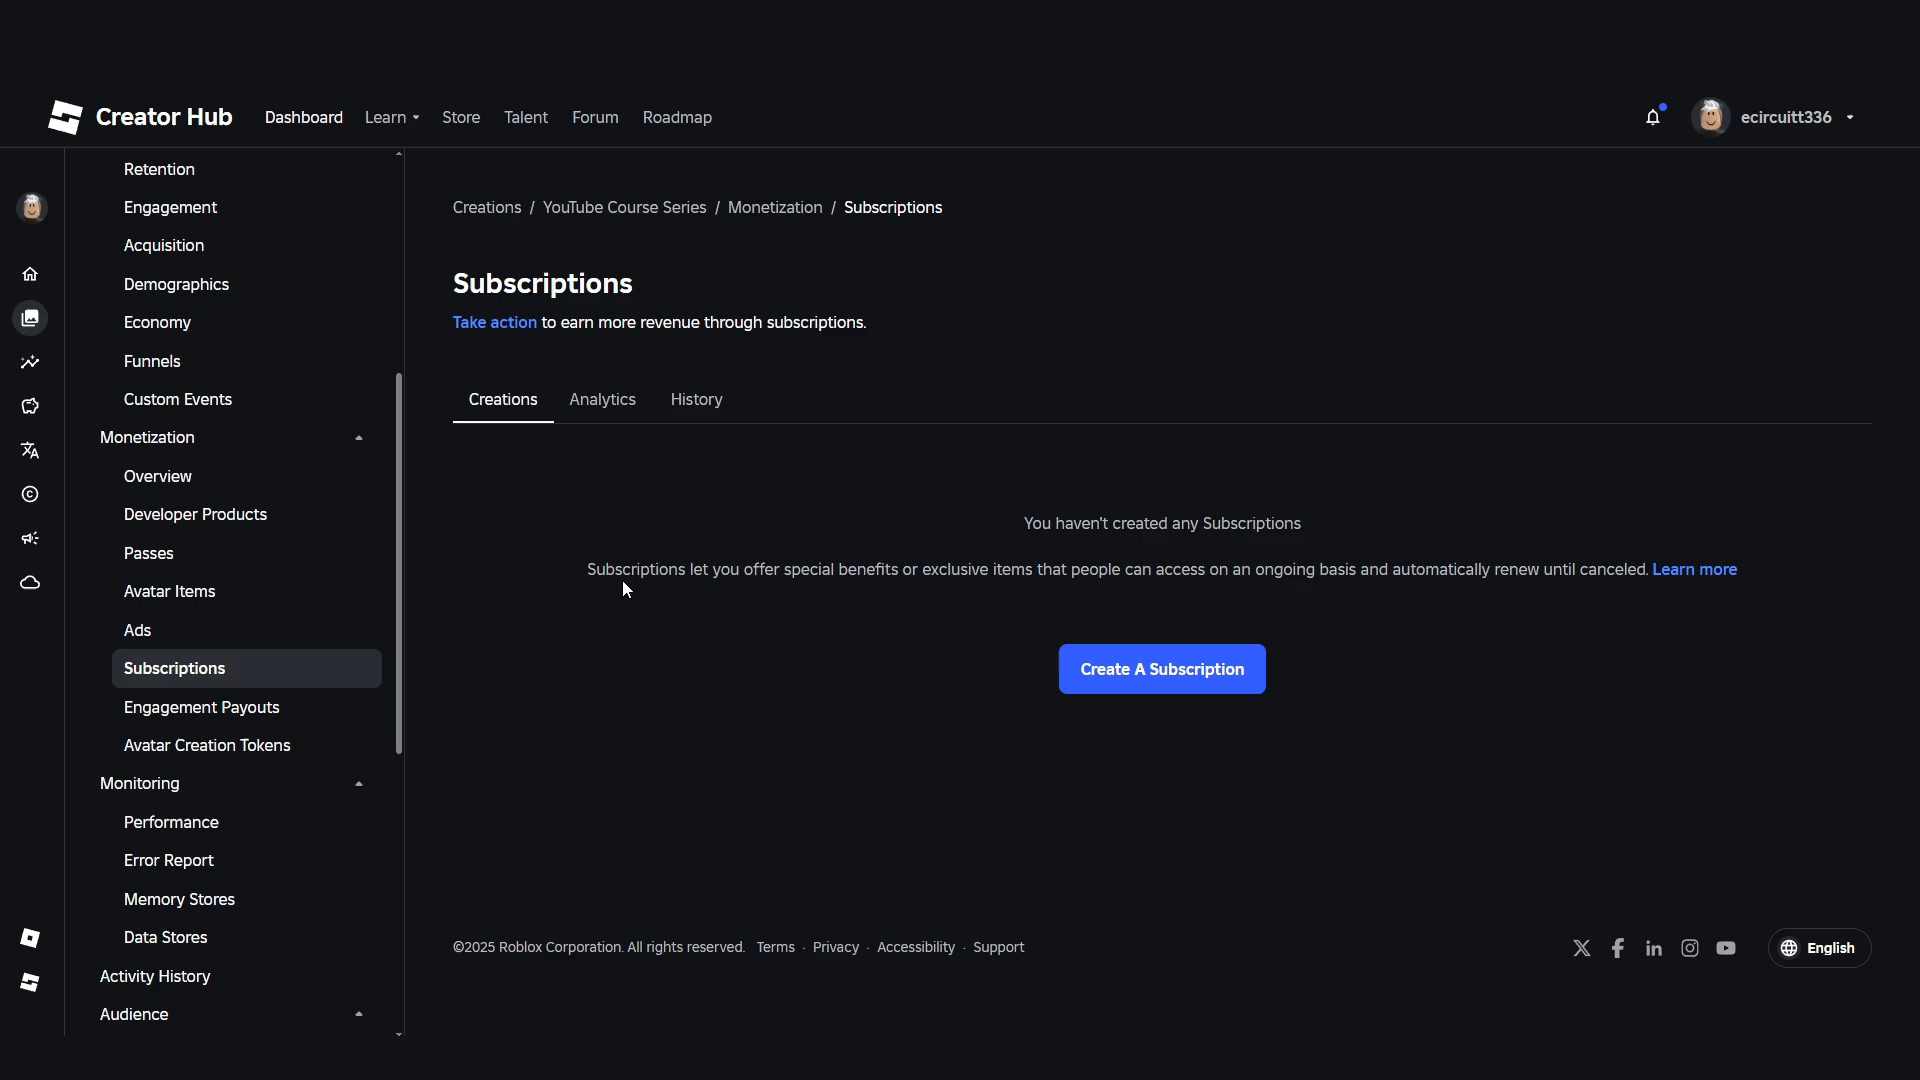 Creator Hub Dashboard Learn Store Talent Forum Roadmap ecircuitt336
Retention
Engagement
Acquisition
Demographics
Economy
Funnels
Custom Events
Monetization
Overview
Developer Products
Passes
Avatar Items
Ads
Subscriptions
Engagement Payouts
Avatar Creation Tokens
Monitoring
Performance
Error Report
Memory Stores
Data Stores
Activity History
Audience
Creations / YouTube Course Series / Monetization / Subscriptions
Subscriptions
Take action to earn more revenue through subscriptions.
Creations Analytics History
You haven't created any Subscriptions
Subscriptions let you offer special benefits or exclusive items that people can access on an ongoing basis and automatically renew until canceled. Learn more
Create A Subscription
©2025 Roblox Corporation. All rights reserved. Terms · Privacy · Accessibility · Support
English